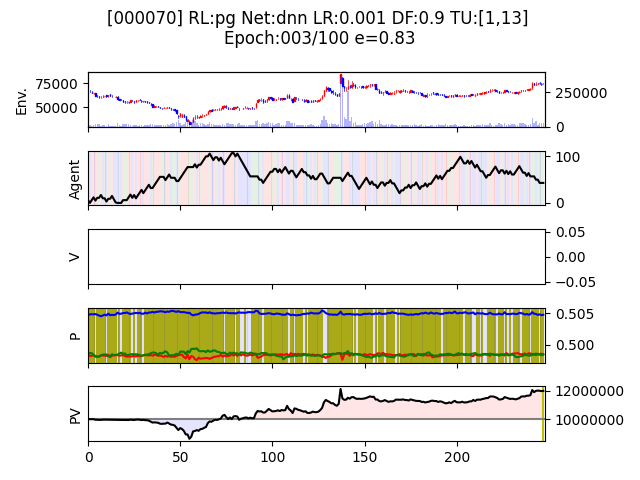 [000070] RL:pg Net:dnn LR:0.001 DF:0.9 TU:[1,13]
Epoch:003/100 e=0.83
Env.
75000
50000
250000
0
Agent
100
0
V
0.05
0.00
−0.05
P
0.505
0.500
PV
12000000
10000000
0
50
100
150
200